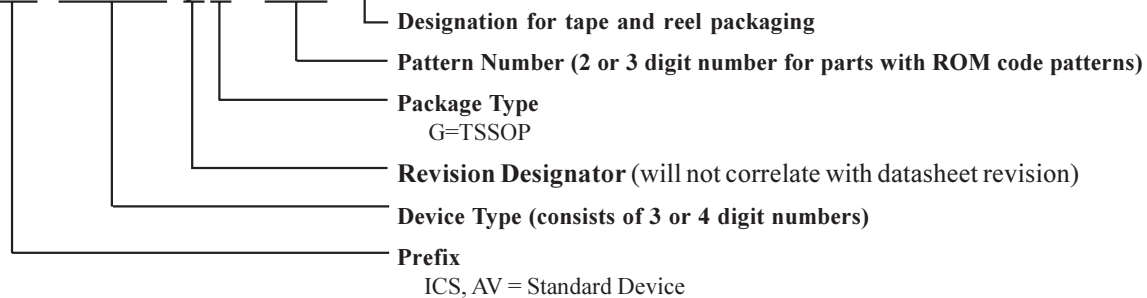 Designation for tape and reel packaging
Pattern Number (2 or 3 digit number for parts with ROM code patterns)
Package Type
G=TSSOP
Revision Designator (will not correlate with datasheet revision)
Device Type (consists of 3 or 4 digit numbers)
Prefix
ICS, AV = Standard Device